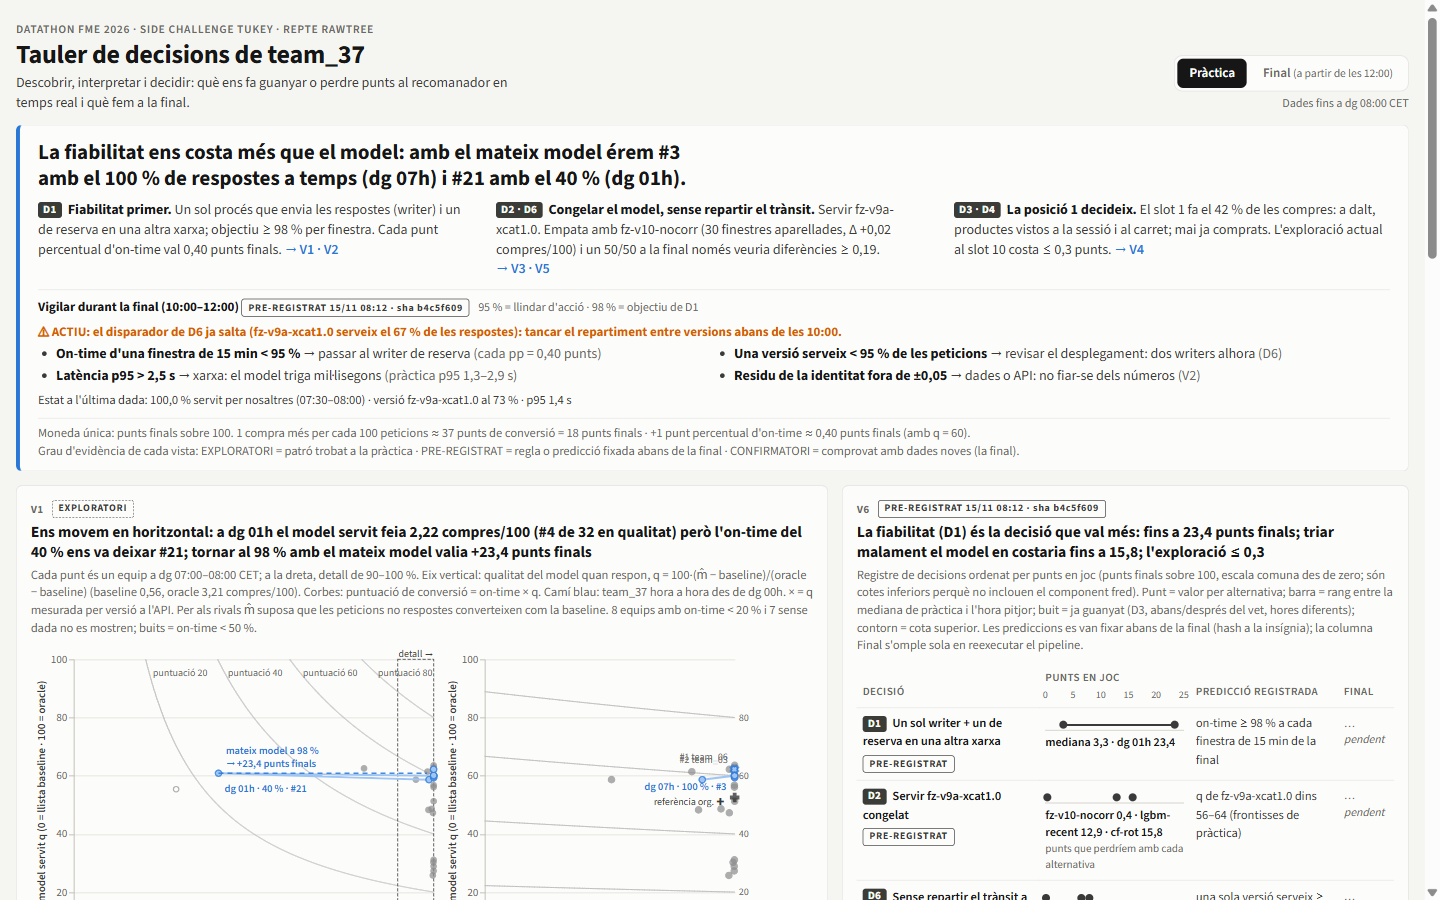 DATATHON FME 2026 · SIDE CHALLENGE TUKEY · REPTE RAWTREE
Tauler de decisions de team_37
Descobrir, interpretar i decidir: què ens fa guanyar o perdre punts al recomanador en
temps real i què fem a la final.
Pràctica
Final (a partir de les 12:00)
Dades fins a dg 08:00 CET
La fiabilitat ens costa més que el model: amb el mateix model érem #3
amb el 100 % de respostes a temps (dg 07h) i #21 amb el 40 % (dg 01h).
D1 Fiabilitat primer. Un sol procés que envia les respostes (writer) i un
de reserva en una altra xarxa; objectiu ≥ 98 % per finestra. Cada punt
percentual d'on-time val 0,40 punts finals. → V1 · V2
D2 · D6 Congelar el model, sense repartir el trànsit. Servir fz-v9a-
xcat1.0. Empata amb fz-v10-nocorr (30 finestres aparellades, Δ +0,02
compres/100) i un 50/50 a la final només veuria diferències ≥ 0,19.
→ V3 · V5
D3 · D4 La posició 1 decideix. El slot 1 fa el 42 % de les compres: a dalt,
productes vistos a la sessió i al carret; mai ja comprats. L'exploració actual
al slot 10 costa ≤ 0,3 punts. → V4
Vigilar durant la final (10:00–12:00) PRE-REGISTRAT 15/11 08:12 · sha b4c5f609 95 % = llindar d'acció · 98 % = objectiu de D1
⚠ ACTIU: el disparador de D6 ja salta (fz-v9a-xcat1.0 serveix el 67 % de les respostes): tancar el repartiment entre versions abans de les 10:00.
• On-time d'una finestra de 15 min < 95 % → passar al writer de reserva (cada pp = 0,40 punts)
• Latència p95 > 2,5 s → xarxa: el model triga mil·lisegons (pràctica p95 1,3–2,9 s)
• Una versió serveix < 95 % de les peticions → revisar el desplegament: dos writers alhora (D6)
• Residu de la identitat fora de ±0,05 → dades o API: no fiar-se dels números (V2)
Estat a l'última dada: 100,0 % servit per nosaltres (07:30–08:00) · versió fz-v9a-xcat1.0 al 73 % · p95 1,4 s
Moneda única: punts finals sobre 100. 1 compra més per cada 100 peticions ≈ 37 punts de conversió = 18 punts finals · +1 punt percentual d'on-time ≈ 0,40 punts finals (amb q = 60).
Grau d'evidència de cada vista: EXPLORATORI = patró trobat a la pràctica · PRE-REGISTRAT = regla o predicció fixada abans de la final · CONFIRMATORI = comprovat amb dades noves (la final).
V1 EXPLORATORI
Ens movem en horitzontal: a dg 01h el model servit feia 2,22 compres/100 (#4 de 32 en qualitat) però l'on-time del
40 % ens va deixar #21; tornar al 98 % amb el mateix model valia +23,4 punts finals
Cada punt és un equip a dg 07:00–08:00 CET; a la dreta, detall de 90–100 %. Eix vertical: qualitat del model quan respon, q = 100·(m̂ − baseline)/(oracle
− baseline) (baseline 0,56, oracle 3,21 compres/100). Corbes: puntuació de conversió = on-time × q. Camí blau: team_37 hora a hora des de dg 00h. × = q
mesurada per versió a l'API. Per als rivals m̂ suposa que les peticions no respostes converteixen com la baseline. 8 equips amb on-time < 20 % i 7 sense
dada no es mostren; buits = on-time < 50 %.
detall →
100
80
60
40
20
puntuació 20
puntuació 40
puntuació 60
puntuació 80
mateix model a 98 %
→ +23,4 punts finals
dg 01h · 40 % · #21
model servit q (0 = llista baseline · 100 = oracle)
model servit q (0 = llista baseline · 100 = oracle)
100
80
60
40
20
80
60
40
20
dg 07h · 100 % · #3
referència org.
V6 PRE-REGISTRAT 15/11 08:12 · sha b4c5f609
La fiabilitat (D1) és la decisió que val més: fins a 23,4 punts finals; triar
malament el model en costaria fins a 15,8; l'exploració ≤ 0,3
Registre de decisions ordenat per punts en joc (punts finals sobre 100, escala comuna des de zero; són
cotes inferiors perquè no inclouen el component fred). Punt = valor per alternativa; barra = rang entre la
mediana de pràctica i l'hora pitjor; buit = ja guanyat (D3, abans/després del vet, hores diferents);
contorn = cota superior. Les prediccions es van fixar abans de la final (hash a la insígnia); la columna
Final s'omple sola en reexecutar el pipeline.
DECISIÓ
PUNTS EN JOC
0 5 10 15 20 25
PREDICCIÓ REGISTRADA
FINAL
D1 Un sol writer + un de
reserva en una altra xarxa
PRE-REGISTRAT
mediana 3,3 · dg 01h 23,4
on-time ≥ 98 % a cada
finestra de 15 min de la
final
…
pendent
D2 Servir fz-v9a-xcat1.0
congelat
PRE-REGISTRAT
fz-v10-nocorr 0,4 · lgbm-
recent 12,9 · cf-rot 15,8
punts que perdríem amb cada
alternativa
q de fz-v9a-xcat1.0 dins
56–64 (frontisses de
pràctica)
…
pendent
D6 Sense repartir el trànsit a
una sola versió serveix ≥
…